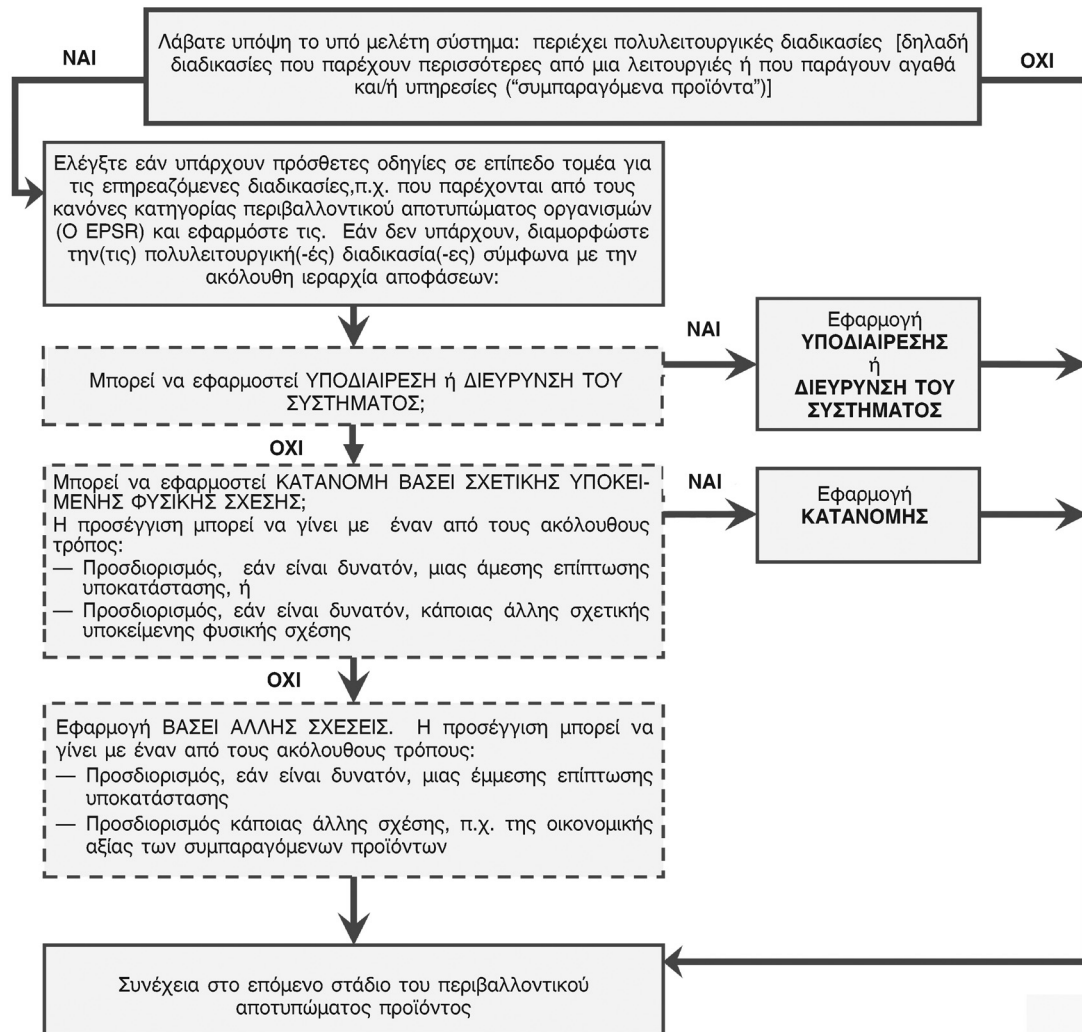 ΝΑΙ
Λάβατε υπόψη το υπό μελέτη σύστημα: περιέχει πολυλειτουργικές διαδικασίες [δηλαδή
διαδικασίες που παρέχουν περισσότερες από μια λειτουργιές ή που παράγουν αγαθά
και/ή υπηρεσίες (“συμπαραγόμενα προϊόντα”)]
ΟΧΙ
Ελέγξτε εάν υπάρχουν πρόσθετες οδηγίες σε επίπεδο τομέα για
τις επηρεαζόμενες διαδικασίες,π.χ. που παρέχονται από τους
κανόνες κατηγορίας περιβαλλοντικού αποτυπώματος οργανισμών
(O EPSR) και εφαρμόστε τις. Εάν δεν υπάρχουν, διαμορφώστε
την(τις) πολυλειτουργική(-ές) διαδικασία(-ες) σύμφωνα με την
ακόλουθη ιεραρχία αποφάσεων:
Μπορεί να εφαρμοστεί ΥΠΟΔΙΑΙΡΕΣΗ ή ΔΙΕΥΡΥΝΣΗ ΤΟΥ
ΣΥΣΤΗΜΑΤΟΣ;
ΝΑΙ
Εφαρμογή
ΥΠΟΔΙΑΙΡΕΣΗΣ
ή
ΔΙΕΥΡΥΝΣΗ ΤΟΥ
ΣΥΣΤΗΜΑΤΟΣ
ΟΧΙ
Μπορεί να εφαρμοστεί ΚΑΤΑΝΟΜΗ ΒΑΣΕΙ ΣΧΕΤΙΚΗΣ ΥΠΟΚΕΙ-
ΜΕΝΗΣ ΦΥΣΙΚΗΣ ΣΧΕΣΗΣ;
Η προσέγγιση μπορεί να γίνει με έναν από τους ακόλουθους
τρόπος:
— Προσδιορισμός, εάν είναι δυνατόν, μιας άμεσης επίπτωσης
υποκατάστασης, ή
— Προσδιορισμός, εάν είναι δυνατόν, κάποιας άλλης σχετικής
υποκείμενης φυσικής σχέσης
ΝΑΙ
Εφαρμογή
ΚΑΤΑΝΟΜΗΣ
ΟΧΙ
Εφαρμογή ΒΑΣΕΙ ΑΛΛΗΣ ΣΧΕΣΕΙΣ. Η προσέγγιση μπορεί να
γίνει με έναν από τους ακόλουθους τρόπους:
— Προσδιορισμός, εάν είναι δυνατόν, μιας έμμεσης επίπτωσης
υποκατάστασης
— Προσδιορισμός κάποιας άλλης σχέσης, π.χ. της οικονομικής
αξίας των συμπαραγόμενων προϊόντων
Συνέχεια στο επόμενο στάδιο του περιβαλλοντικού
αποτυπώματος προϊόντος